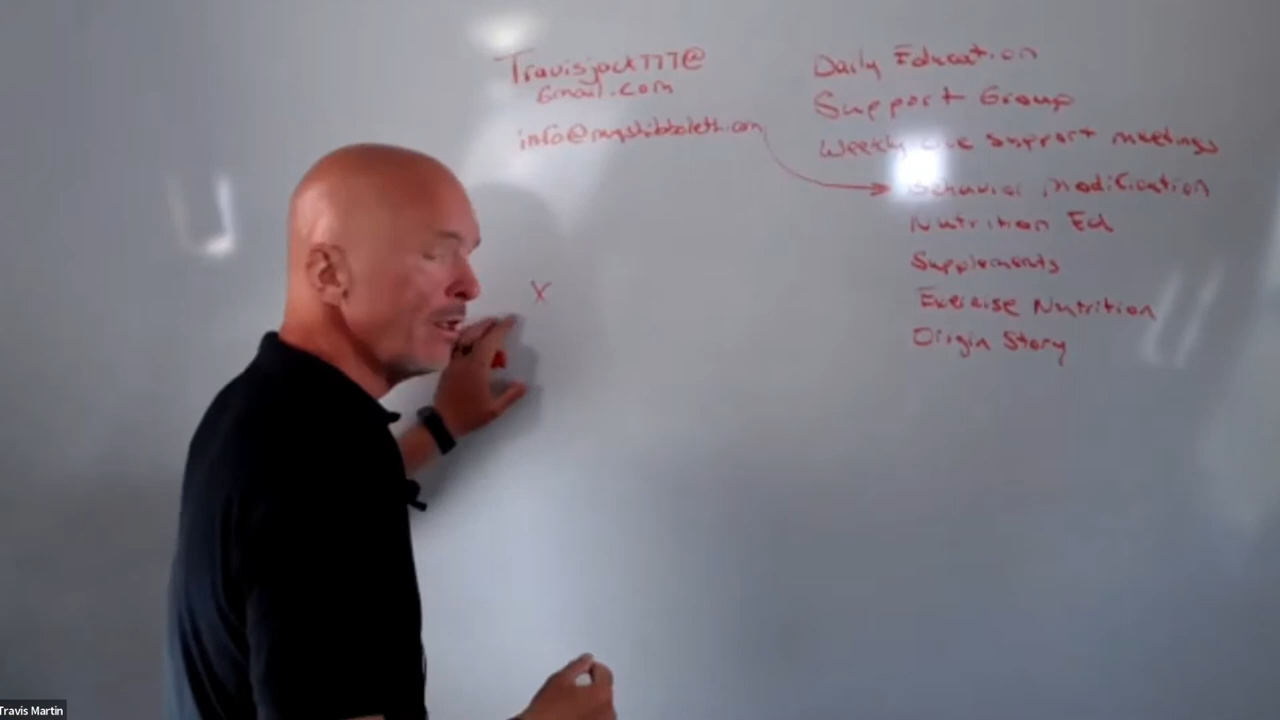 Travisjack777@
Gmail.com
info@myshibboleth.com
Daily Education
Support Group
Weekly Live support meetings
Behavior modification
Nutrition Ed
Supplements
Exercise Nutrition
Origin Story
X
Travis Martin